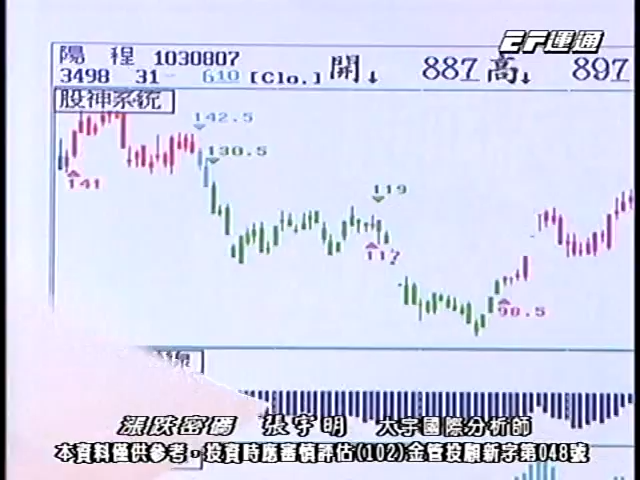 EF運通
陽 程 1030807
3498 31- 610 [Clo.] 開↓ 887 高↓ 897
股神系统
142.5
130.5
141
119
117
90.5
漲跌密碼 張宇明 大宇國際分析師
本資料僅供參考，投資時應審慎評估(102)金管投顧新字第048號